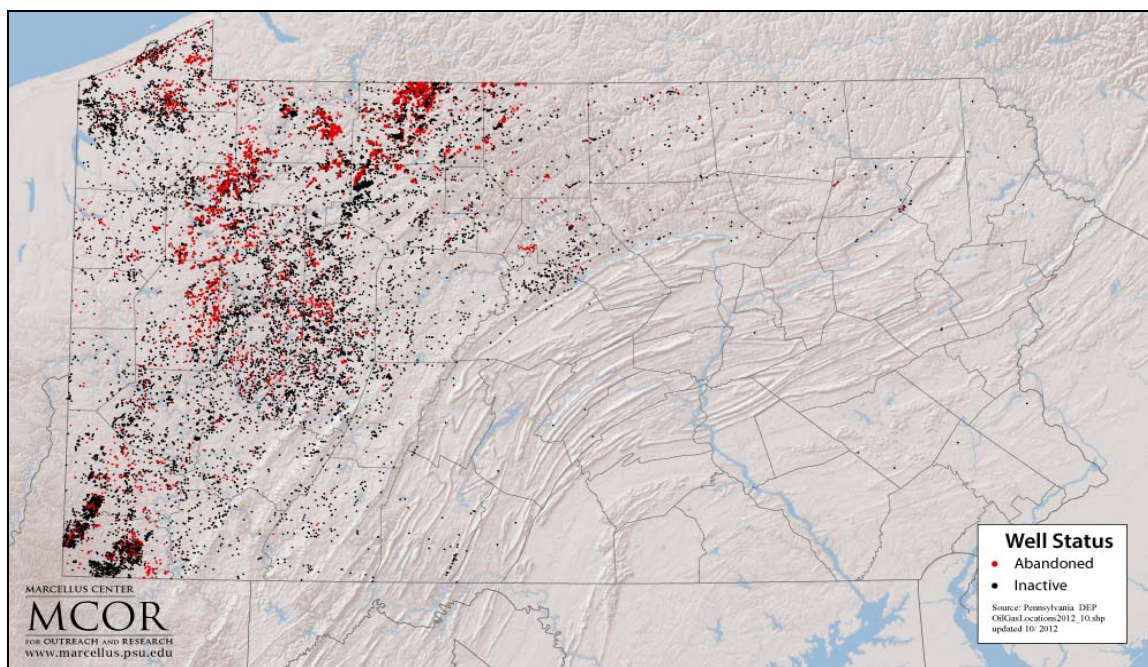 Well Status
Abandoned
Inactive
Source: Pennsylvania DEP
OilGasLocations2012_10.shp
updated 10/ 2012
MARCELLUS CENTER
MCOR
FOR OUTREACH AND RESEARCH
www.marcellus.psu.edu